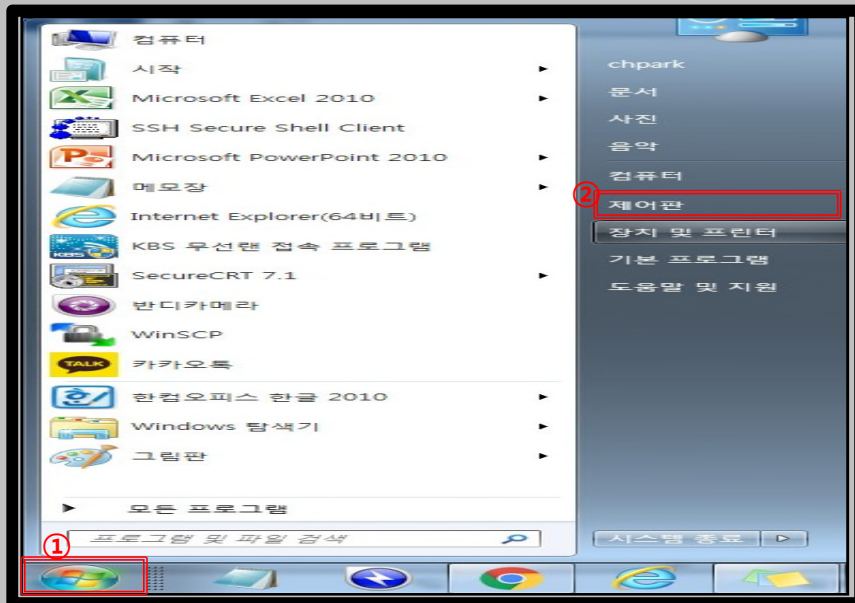 컴퓨터
시작
Microsoft Excel 2010
SSH Secure Shell Client
Microsoft PowerPoint 2010
메모장
Internet Explorer(64비트)
KBS 무선랜 접속 프로그램
SecureCRT 7.1
반디카메라
WinSCP
TALK
카카오톡
한컴오피스 한글 2010
Windows 탐색기
그림판
모든 프로그램
①
프로그램 및 파일 검색
chpark
문서
사진
음악
컴퓨터
②
제어판
장치 및 프린터
기본 프로그램
도움말 및 지원
시스템 종료